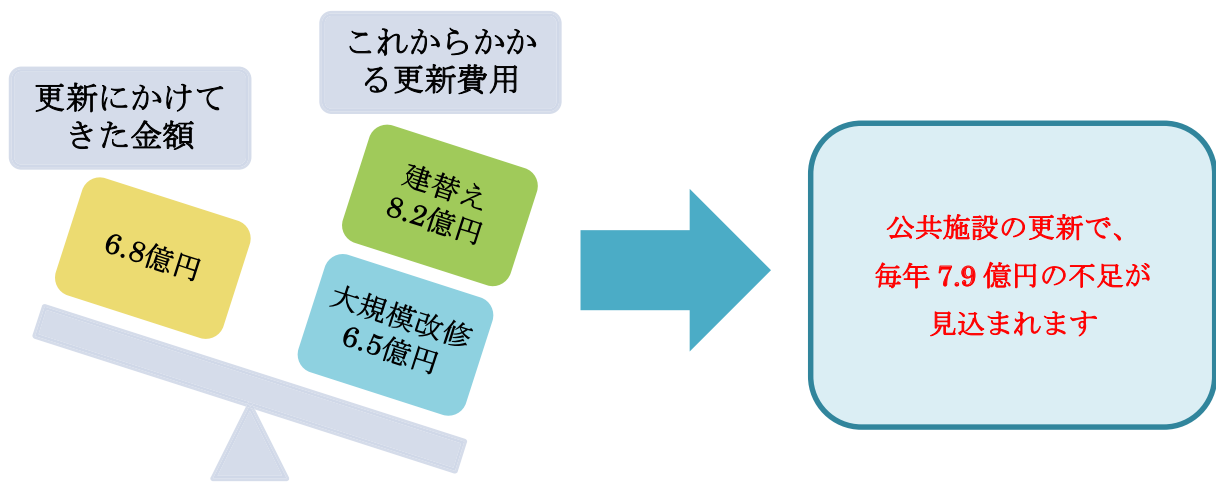 更新にかけて
きた金額
これからかか
る更新費用
6.8億円
建替え
8.2億円
大規模改修
6.5億円
公共施設の更新で、
毎年 7.9 億円の不足が
見込まれます